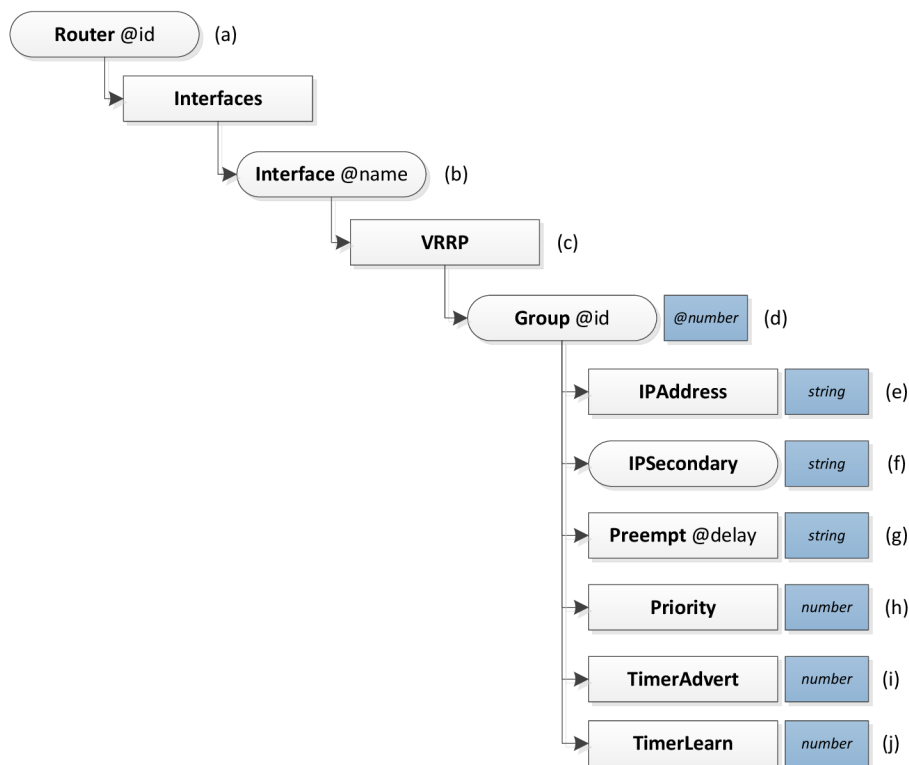 Router @id (a)
Interfaces
Interface @name (b)
VRRP (c)
Group @id @number (d)
IPAddress string (e)
IPSecondary string (f)
Preempt @delay string (g)
Priority number (h)
TimerAdvert number (i)
TimerLearn number (j)